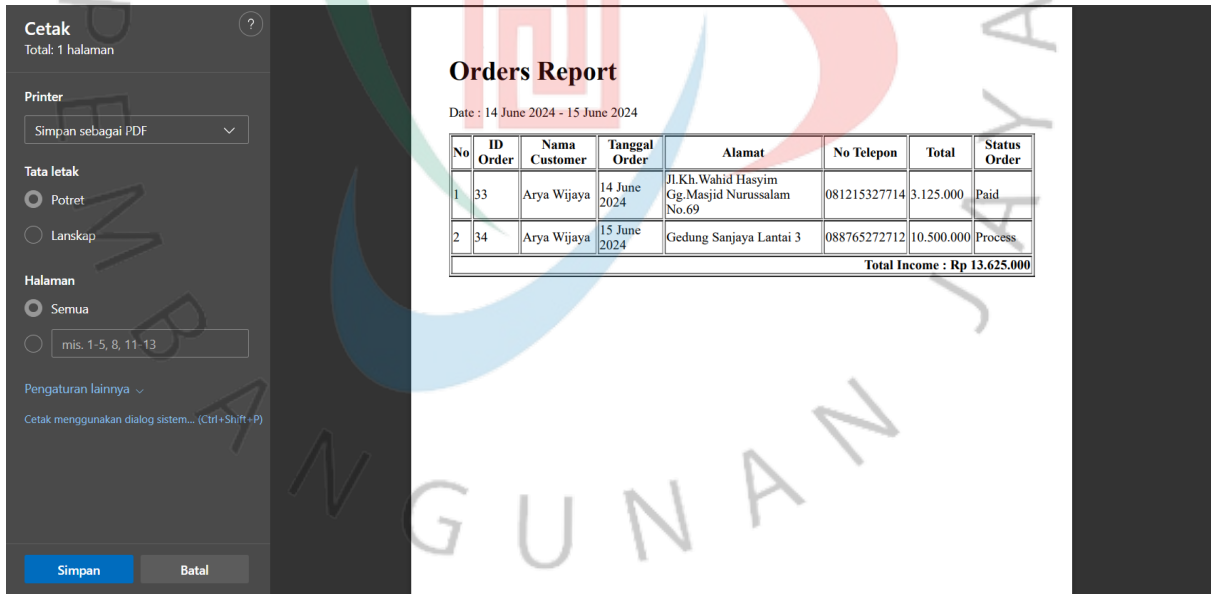 Cetak
?
Total: 1 halaman
Printer
Simpan sebagai PDF
Tata letak
Potret
Lanskap
Halaman
Semua
mis. 1-5, 8, 11-13
Pengaturan lainnya
Cetak menggunakan dialog sistem... (Ctrl+Shift+P)
Simpan Batal
Orders Report
Date : 14 June 2024 - 15 June 2024
No ID Order Nama Customer Tanggal Order Alamat No Telepon Total Status Order
1 33 Arya Wijaya 14 June 2024 Jl.Kh.Wahid Hasyim Gg.Masjid Nurussalam No.69 081215327714 3.125.000 Paid
2 34 Arya Wijaya 15 June 2024 Gedung Sanjaya Lantai 3 088765272712 10.500.000 Process
Total Income : Rp 13.625.000
PEMBANGUNAN JAYA